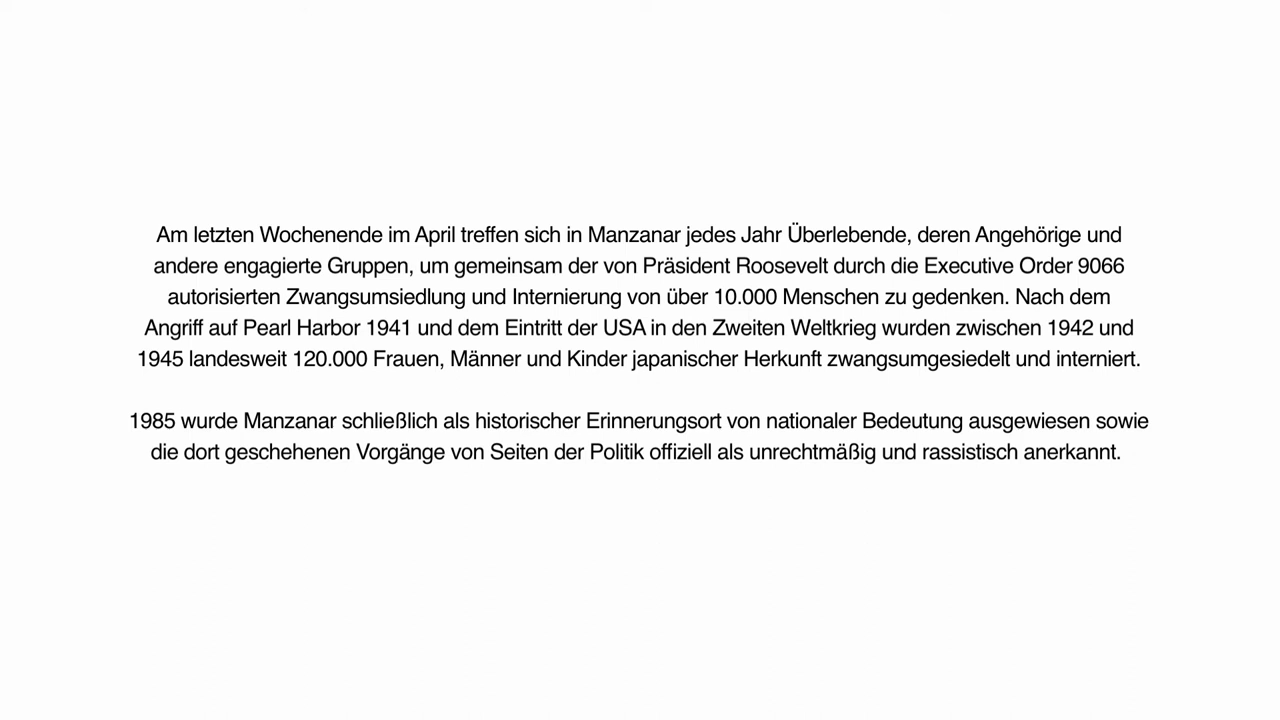 Am letzten Wochenende im April treffen sich in Manzanar jedes Jahr Überlebende, deren Angehörige und
andere engagierte Gruppen, um gemeinsam der von Präsident Roosevelt durch die Executive Order 9066
autorisierten Zwangsumsiedlung und Internierung von über 10.000 Menschen zu gedenken. Nach dem
Angriff auf Pearl Harbor 1941 und dem Eintritt der USA in den Zweiten Weltkrieg wurden zwischen 1942 und
1945 landesweit 120.000 Frauen, Männer und Kinder japanischer Herkunft zwangsumgesiedelt und interniert.
1985 wurde Manzanar schließlich als historischer Erinnerungsort von nationaler Bedeutung ausgewiesen sowie
die dort geschehenen Vorgänge von Seiten der Politik offiziell als unrechtmäßig und rassistisch anerkannt.